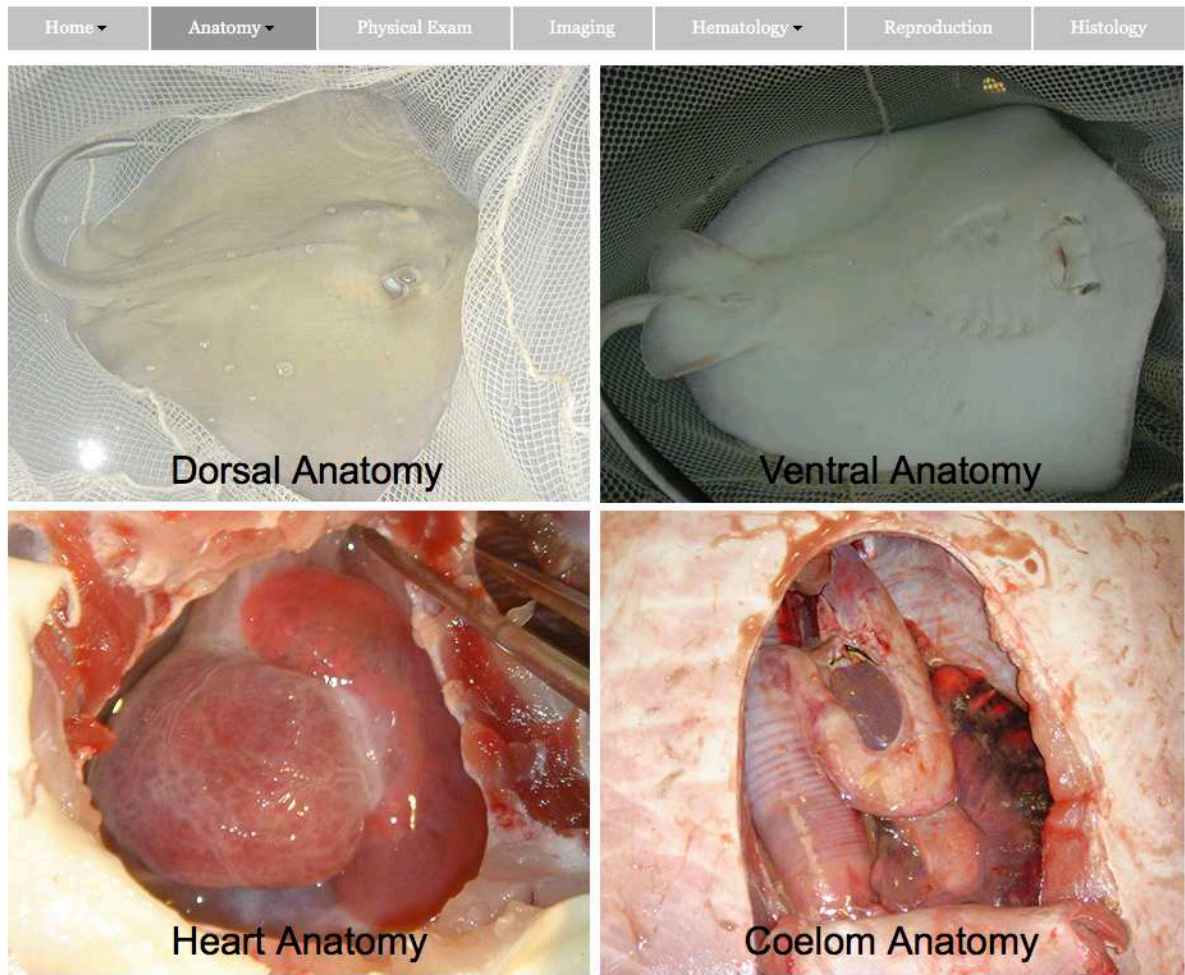 Home
Anatomy
Physical Exam
Imaging
Hematology
Reproduction
Histology
Dorsal Anatomy
Ventral Anatomy
Heart Anatomy
Coelom Anatomy